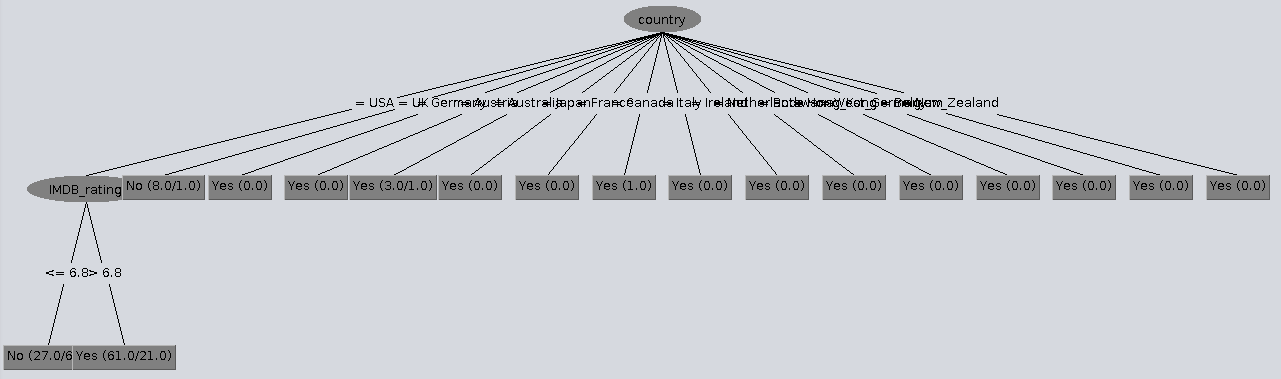 country
= USA = UK = Germany = Austria = Australia = Japan = France = Canada = Italy = Ireland = Netherlands = Hong_Kong = West_Germany = New_Zealand
IMDB_rating No (8.0/1.0) Yes (0.0) Yes (0.0) Yes (3.0/1.0) Yes (0.0) Yes (0.0) Yes (1.0) Yes (0.0) Yes (0.0) Yes (0.0) Yes (0.0) Yes (0.0) Yes (0.0) Yes (0.0) Yes (0.0)
<= 6.8 > 6.8
No (27.0/6 Yes (61.0/21.0)